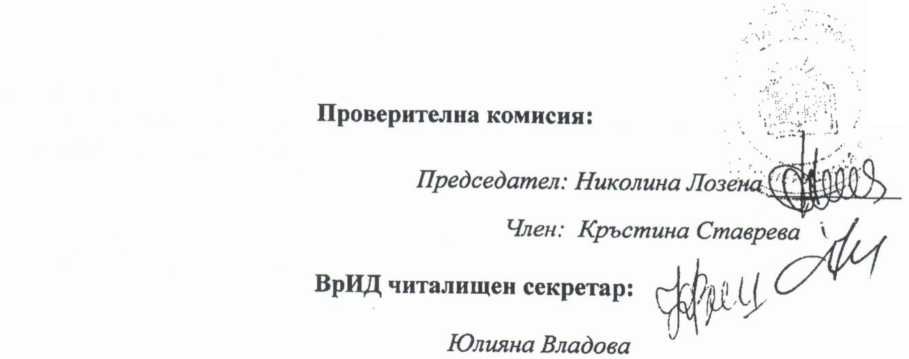 Проверителна комисия:
Председател: Николина Лозена
Член: Кръстина Ставрева
ВрИД читалищен секретар:
Юлияна Владова